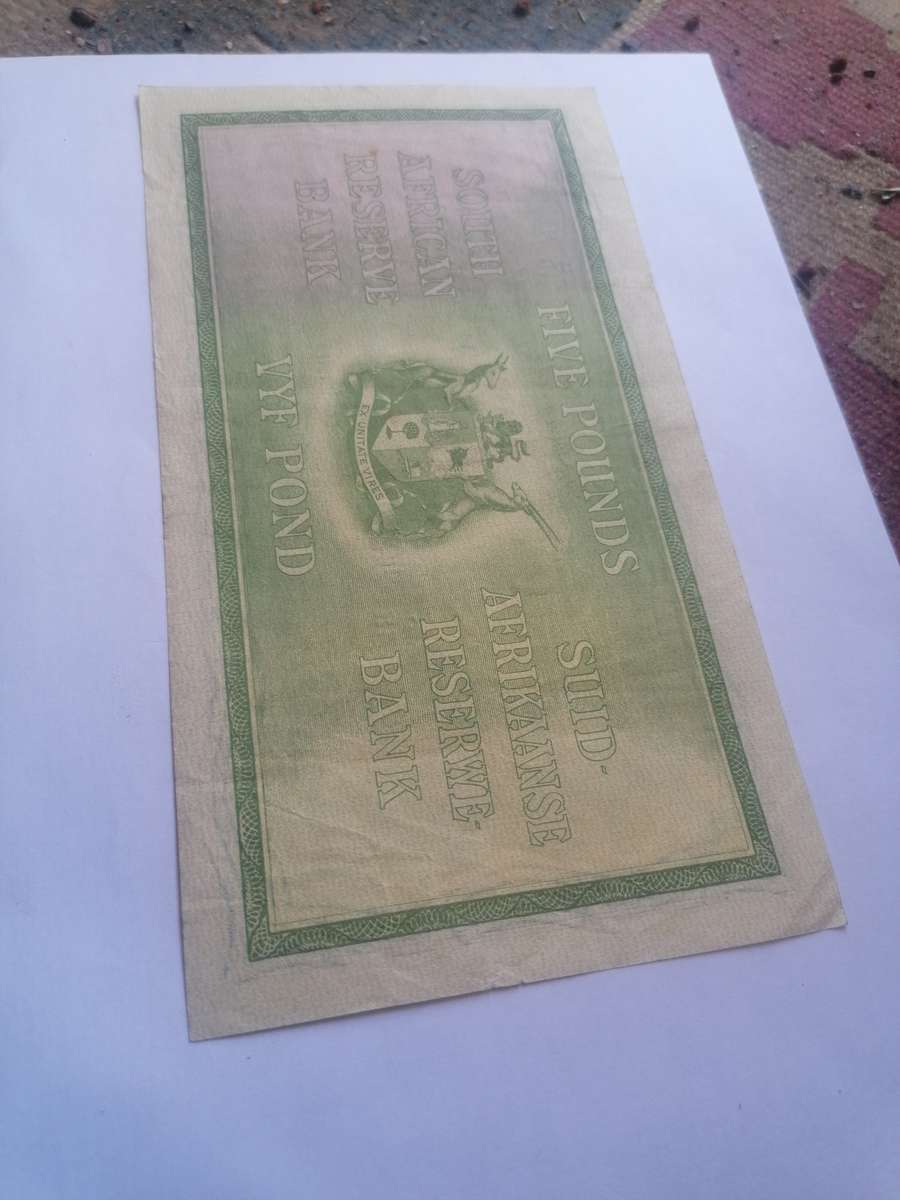 FIVE POUNDS
SOUTH
AFRICAN
RESERVE
BANK
EX UNITATE VIRES
SUID-
AFRIKAANSE
RESERWE-
BANK
VYF POND